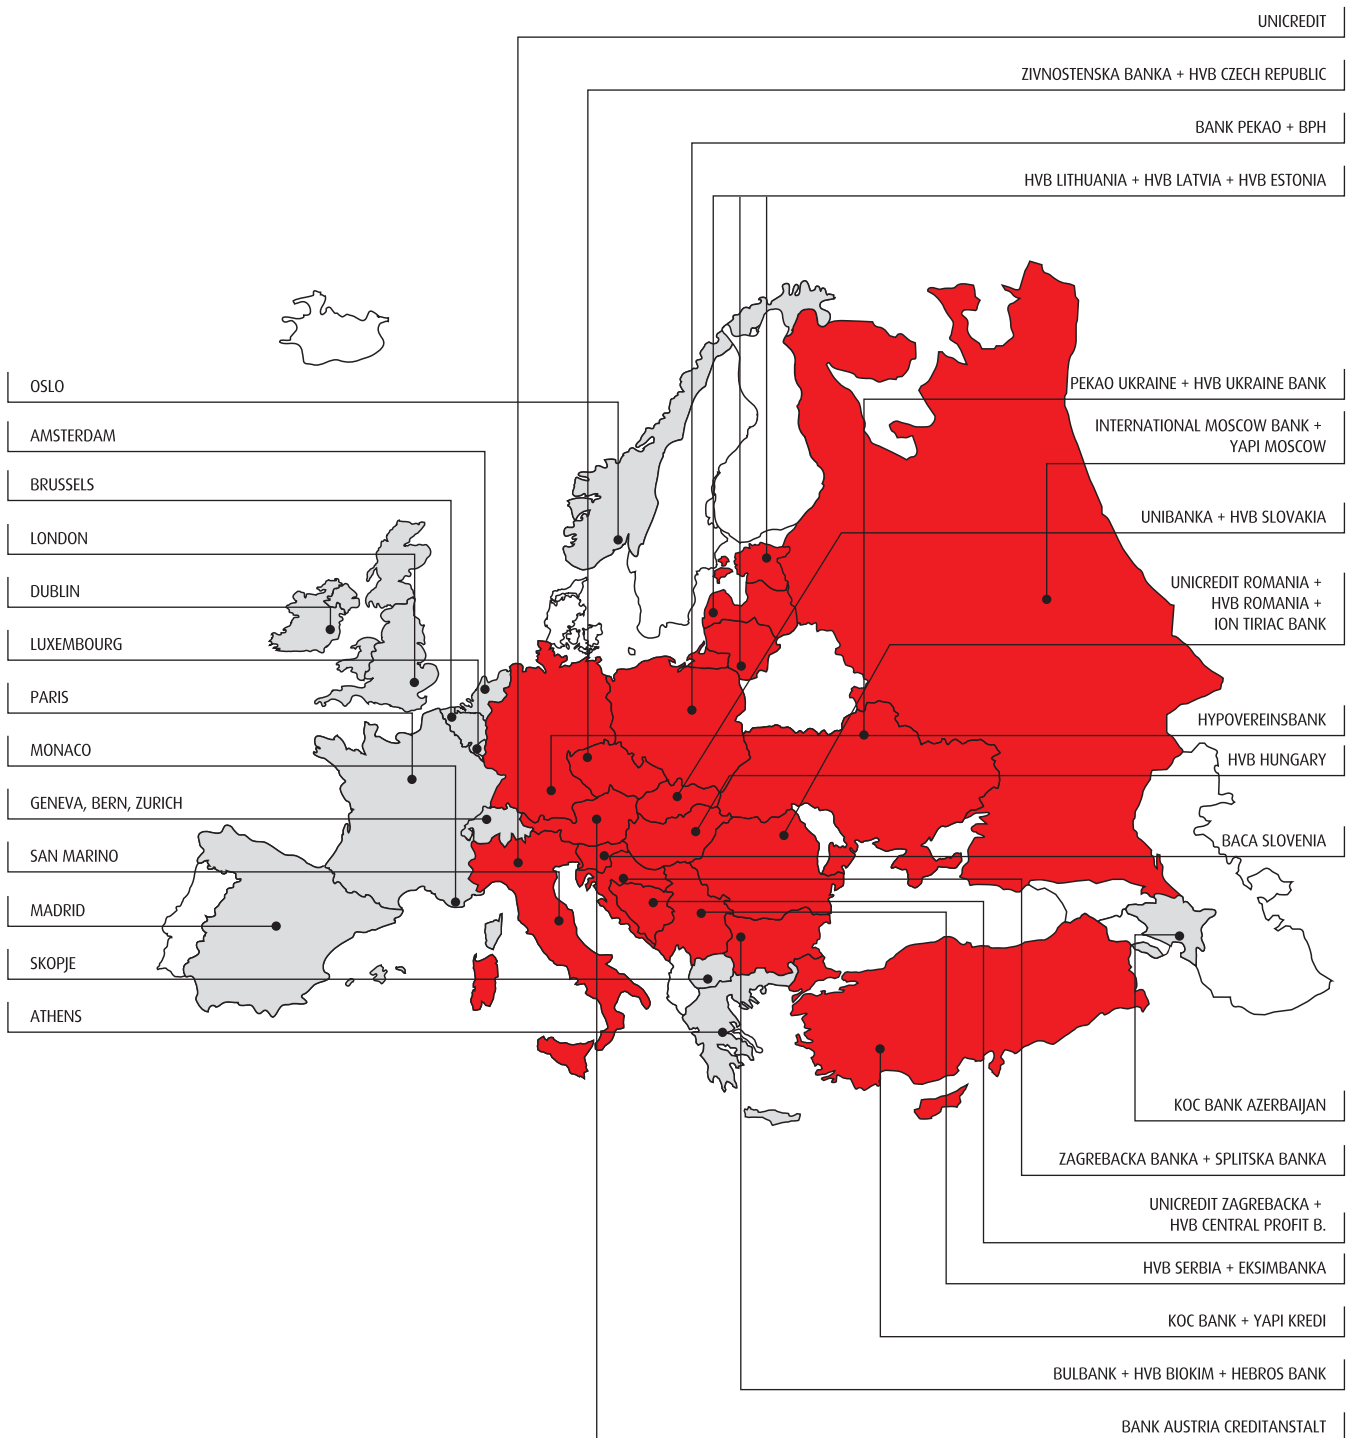 UNICREDIT
ZIVNOSTENSKA BANKA + HVB CZECH REPUBLIC
BANK PEKAO + BPH
HVB LITHUANIA + HVB LATVIA + HVB ESTONIA
PEKAO UKRAINE + HVB UKRAINE BANK
INTERNATIONAL MOSCOW BANK +
YAPI MOSCOW
UNIBANKA + HVB SLOVAKIA
UNICREDIT ROMANIA +
HVB ROMANIA +
ION TIRIAC BANK
HYPOVEREINSBANK
HVB HUNGARY
BACA SLOVENIA
OSLO
AMSTERDAM
BRUSSELS
LONDON
DUBLIN
LUXEMBOURG
PARIS
MONACO
GENEVA, BERN, ZURICH
SAN MARINO
MADRID
SKOPJE
ATHENS
KOC BANK AZERBAIJAN
ZAGREBACKA BANKA + SPLITSKA BANKA
UNICREDIT ZAGREBACKA +
HVB CENTRAL PROFIT B.
HVB SERBIA + EKSIMBANKA
KOC BANK + YAPI KREDI
BULBANK + HVB BIOKIM + HEBROS BANK
BANK AUSTRIA CREDITANSTALT